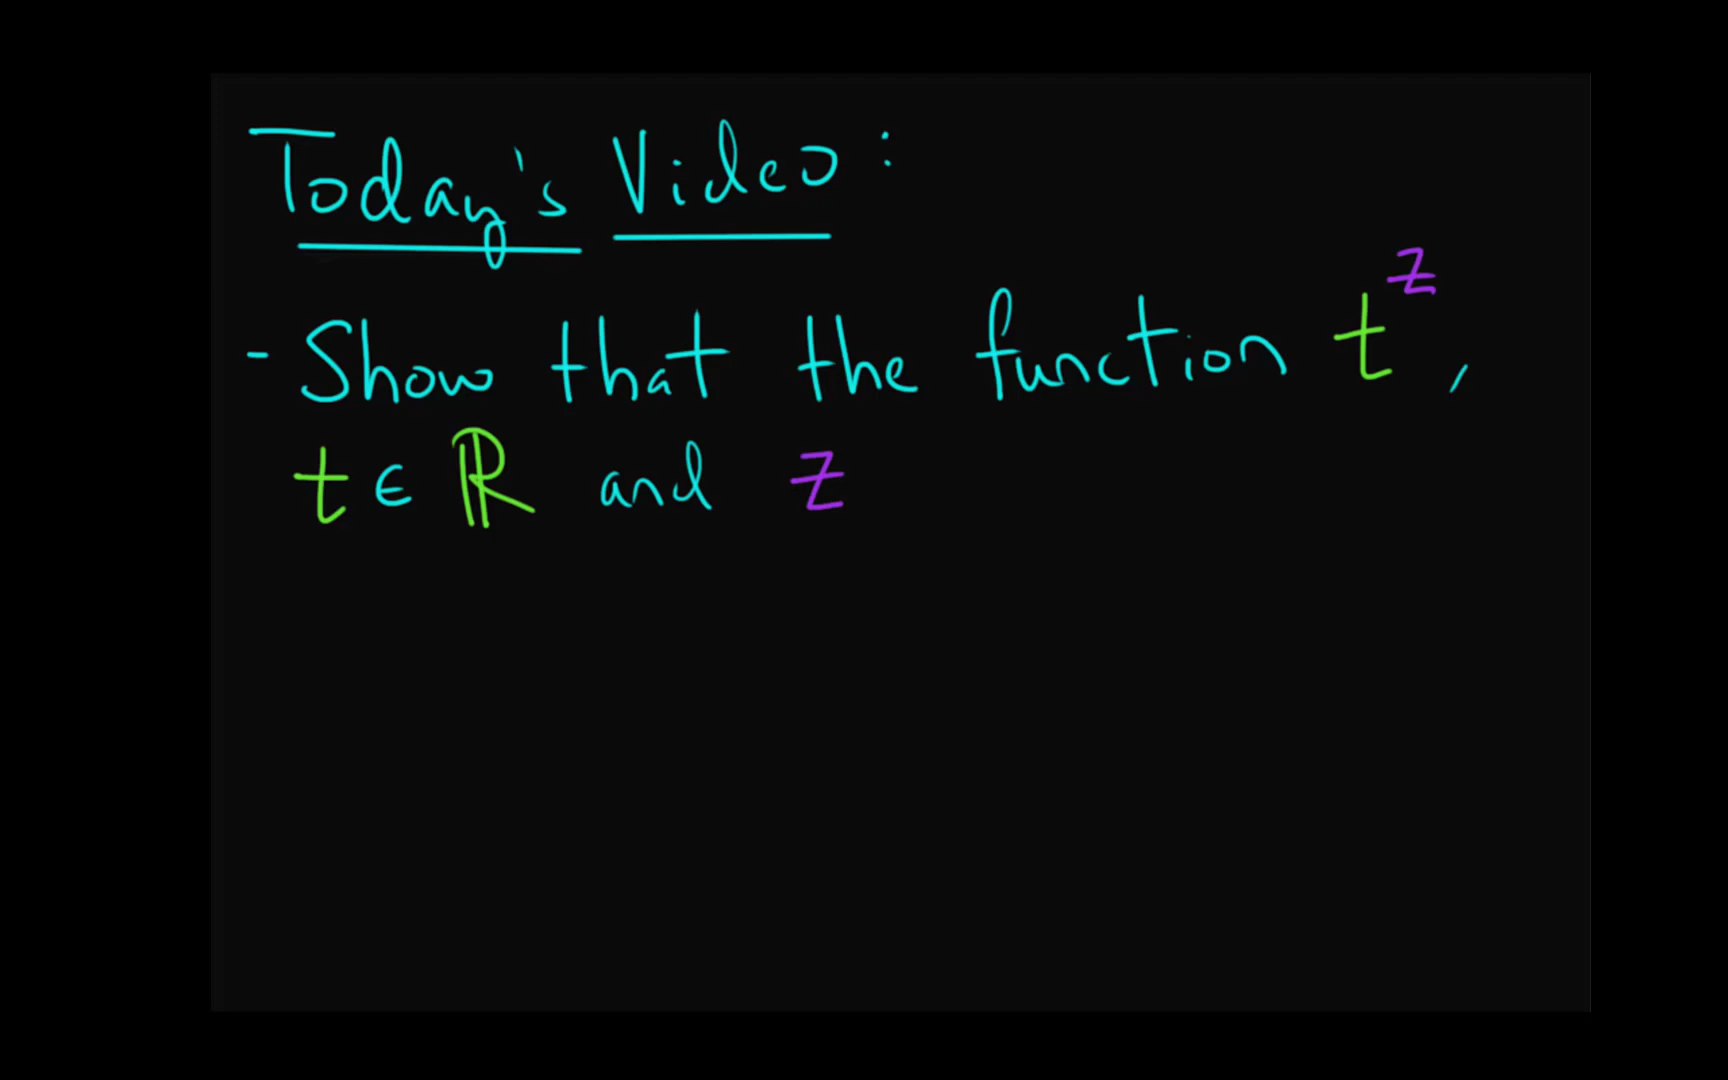 Today's Video:
- Show that the function t^z,
t ∈ ℝ and z